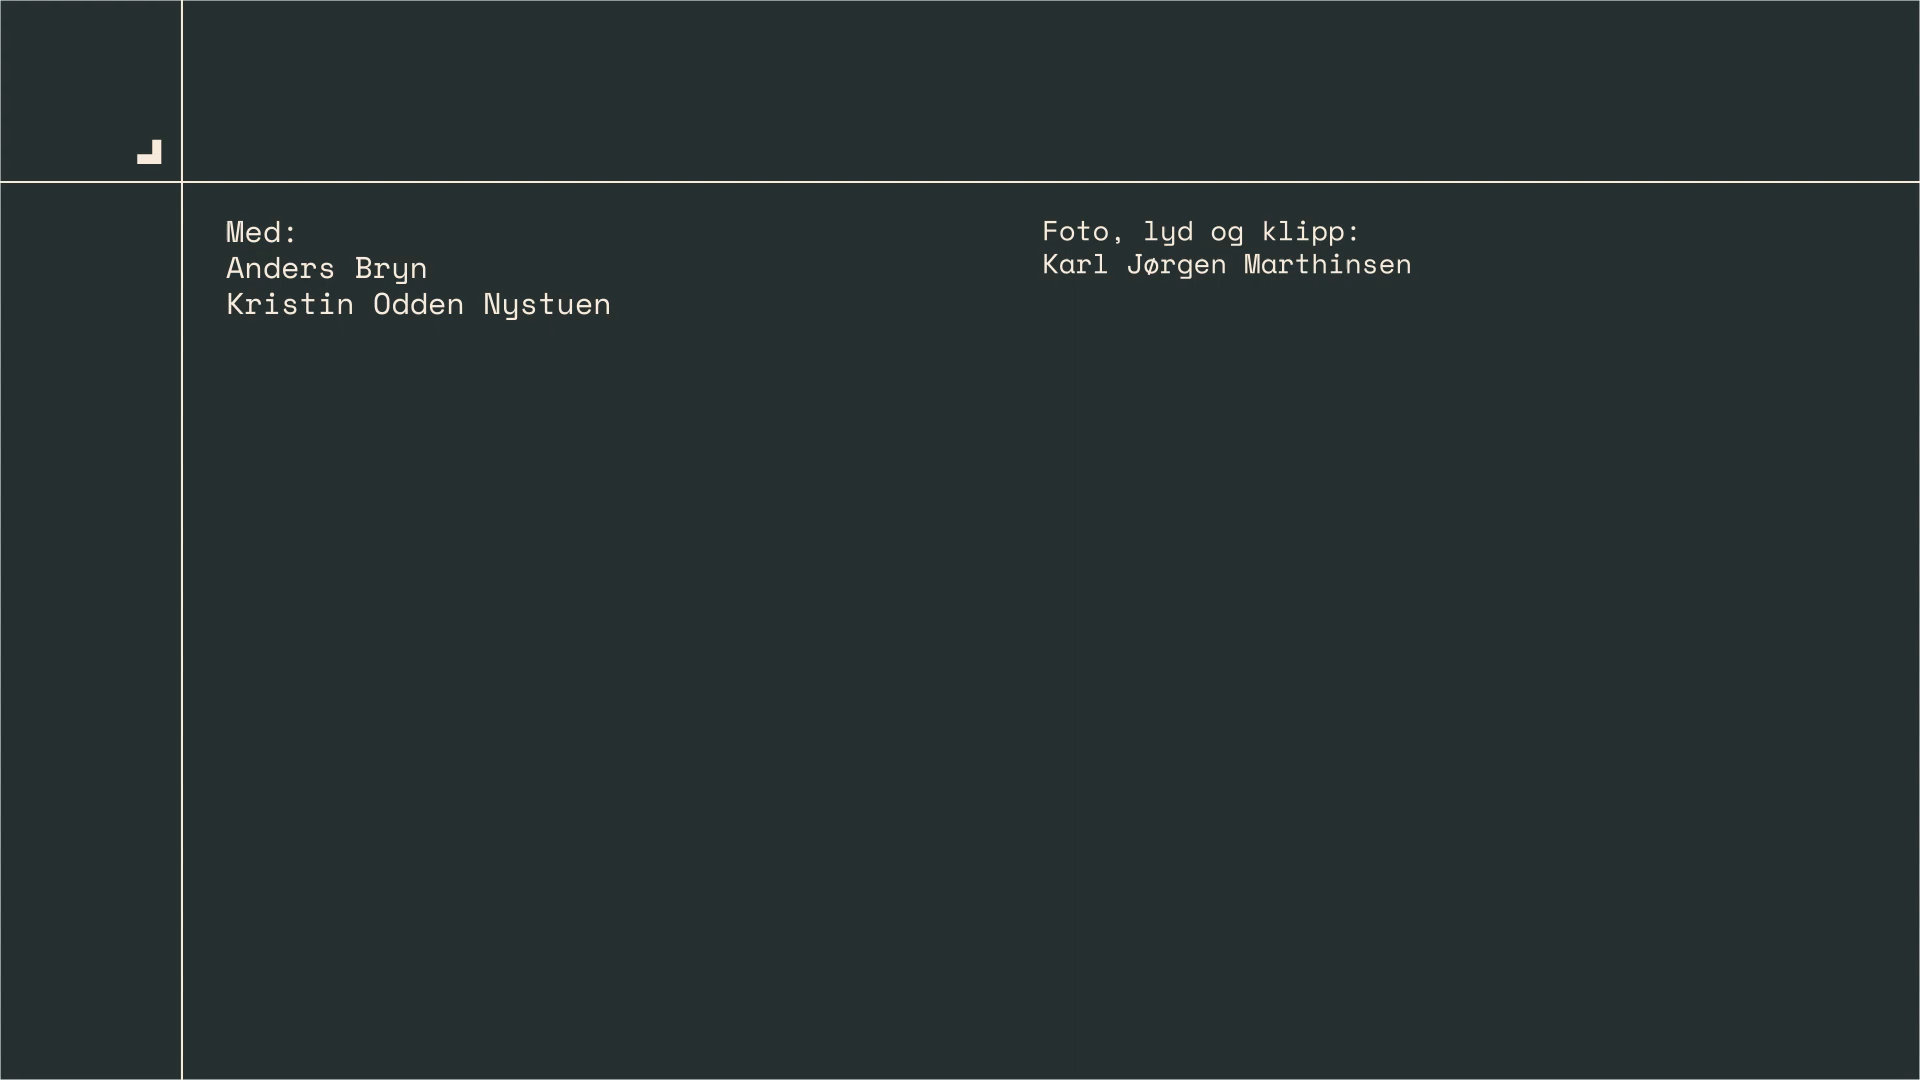 Med:
Anders Bryn
Kristin Odden Nystuen
Foto, lyd og klipp:
Karl Jørgen Marthinsen